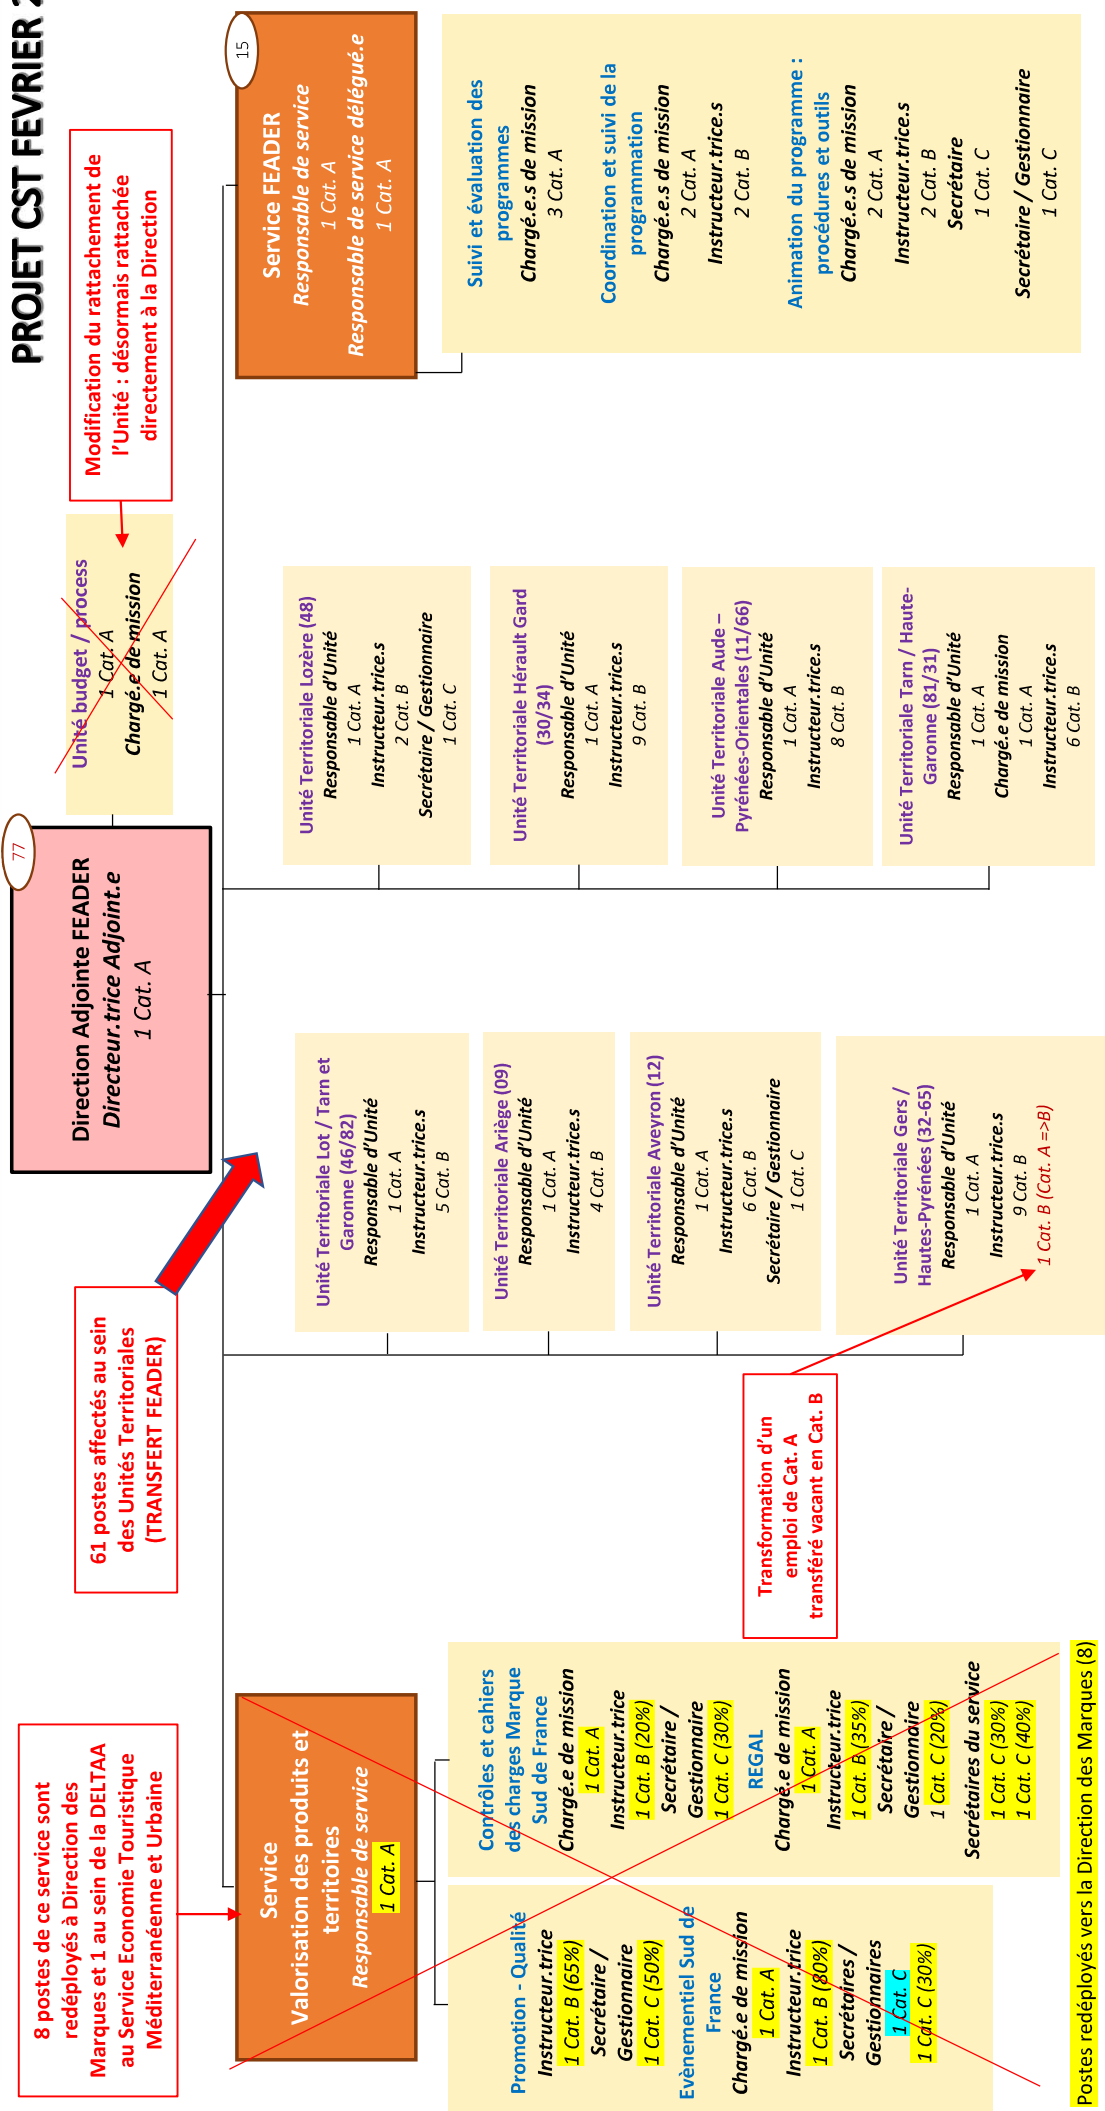 PROJET CST FEVRIER 2
8 postes de ce service sont
redéployés à Direction des
Marques et 1 au sein de la DELTAA
au Service Economie Touristique
Méditerranéenne et Urbaine
61 postes affectés au sein
des Unités Territoriales
(TRANSFERT FEADER)
77
Direction Adjointe FEADER
Directeur.trice Adjoint.e
1 Cat. A
Unité budget / process
1 Cat. A
Chargé.e de mission
1 Cat. A
Modification du rattachement de
l'Unité : désormais rattachée
directement à la Direction
Service
Valorisation des produits et
territoires
Responsable de service
1 Cat. A
Promotion - Qualité
Instructeur.trice
1 Cat. B (65%)
Secrétaire /
Gestionnaire
1 Cat. C (50%)
Evènementiel Sud de
France
Chargé.e de mission
1 Cat. A
Instructeur.trice
1 Cat. B (80%)
Secrétaires /
Gestionnaires
1 Cat. C
1 Cat. C (30%)
Contrôles et cahiers
des charges Marque
Sud de France
Chargé.e de mission
1 Cat. A
Instructeur.trice
1 Cat. B (20%)
Secrétaire /
Gestionnaire
1 Cat. C (30%)
REGAL
Chargé.e de mission
1 Cat. A
Instructeur.trice
1 Cat. B (35%)
Secrétaire /
Gestionnaire
1 Cat. C (20%)
Secrétaires du service
1 Cat. C (30%)
1 Cat. C (40%)
Postes redéployés vers la Direction des Marques (8)
Transformation d'un
emploi de Cat. A
transféré vacant en Cat. B
Unité Territoriale Lot / Tarn et
Garonne (46/82)
Responsable d'Unité
1 Cat. A
Instructeur.trice.s
5 Cat. B
Unité Territoriale Ariège (09)
Responsable d'Unité
1 Cat. A
Instructeur.trice.s
4 Cat. B
Unité Territoriale Aveyron (12)
Responsable d'Unité
1 Cat. A
Instructeur.trice.s
6 Cat. B
Secrétaire / Gestionnaire
1 Cat. C
Unité Territoriale Gers /
Hautes-Pyrénées (32-65)
Responsable d'Unité
1 Cat. A
Instructeur.trice.s
9 Cat. B
1 Cat. B (Cat. A =>B)
Unité Territoriale Lozère (48)
Responsable d'Unité
1 Cat. A
Instructeur.trice.s
2 Cat. B
Secrétaire / Gestionnaire
1 Cat. C
Unité Territoriale Hérault Gard
(30/34)
Responsable d'Unité
1 Cat. A
Instructeur.trice.s
9 Cat. B
Unité Territoriale Aude –
Pyrénées-Orientales (11/66)
Responsable d'Unité
1 Cat. A
Instructeur.trice.s
8 Cat. B
Unité Territoriale Tarn / Haute-
Garonne (81/31)
Responsable d'Unité
1 Cat. A
Chargé.e de mission
1 Cat. A
Instructeur.trice.s
6 Cat. B
15
Service FEADER
Responsable de service
1 Cat. A
Responsable de service délégué.e
1 Cat. A
Suivi et évaluation des
programmes
Chargé.e.s de mission
3 Cat. A
Coordination et suivi de la
programmation
Chargé.e.s de mission
2 Cat. A
Instructeur.trice.s
2 Cat. B
Animation du programme :
procédures et outils
Chargé.e.s de mission
2 Cat. A
Instructeur.trice.s
2 Cat. B
Secrétaire
1 Cat. C
Secrétaire / Gestionnaire
1 Cat. C